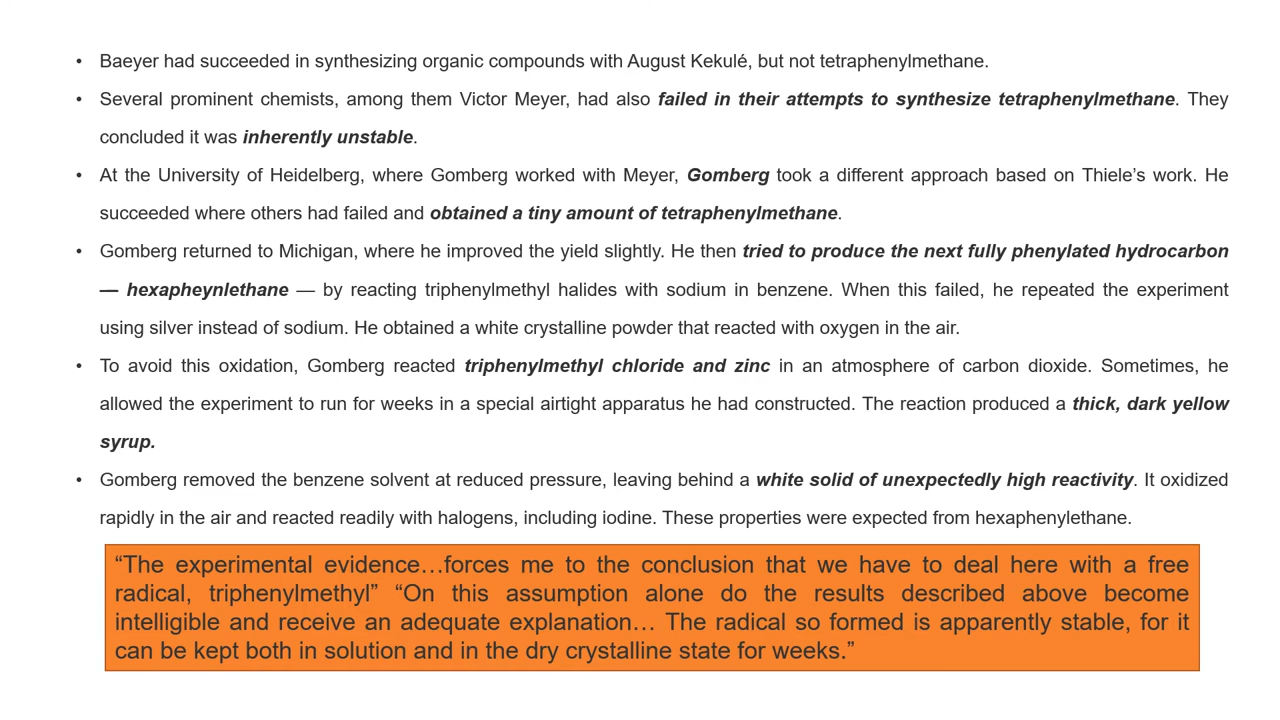 • Baeyer had succeeded in synthesizing organic compounds with August Kekulé, but not tetraphenylmethane.
• Several prominent chemists, among them Victor Meyer, had also failed in their attempts to synthesize tetraphenylmethane. They
concluded it was inherently unstable.
• At the University of Heidelberg, where Gomberg worked with Meyer, Gomberg took a different approach based on Thiele’s work. He
succeeded where others had failed and obtained a tiny amount of tetraphenylmethane.
• Gomberg returned to Michigan, where he improved the yield slightly. He then tried to produce the next fully phenylated hydrocarbon
— hexapheynlethane — by reacting triphenylmethyl halides with sodium in benzene. When this failed, he repeated the experiment
using silver instead of sodium. He obtained a white crystalline powder that reacted with oxygen in the air.
• To avoid this oxidation, Gomberg reacted triphenylmethyl chloride and zinc in an atmosphere of carbon dioxide. Sometimes, he
allowed the experiment to run for weeks in a special airtight apparatus he had constructed. The reaction produced a thick, dark yellow
syrup.
• Gomberg removed the benzene solvent at reduced pressure, leaving behind a white solid of unexpectedly high reactivity. It oxidized
rapidly in the air and reacted readily with halogens, including iodine. These properties were expected from hexaphenylethane.
“The experimental evidence…forces me to the conclusion that we have to deal here with a free
radical, triphenylmethyl” “On this assumption alone do the results described above become
intelligible and receive an adequate explanation… The radical so formed is apparently stable, for it
can be kept both in solution and in the dry crystalline state for weeks.”